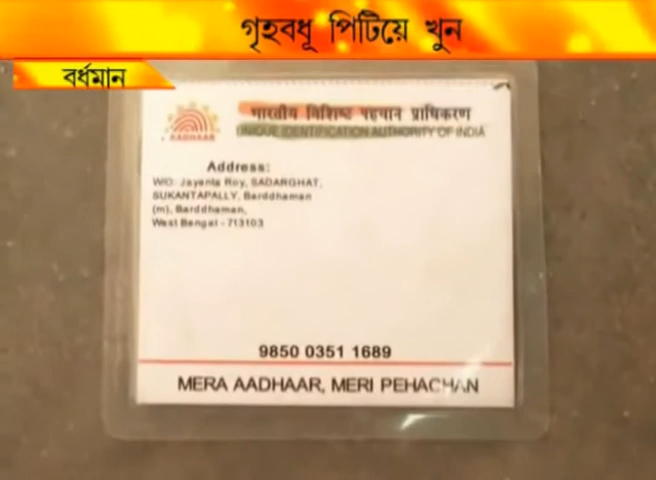 গৃহবধূ পিটিয়ে খুন
বর্ধমান
भारतीय विशिष्ट पहचान प्राधिकरण
AADHAAR
UNIQUE IDENTIFICATION AUTHORITY OF INDIA
Address:
W/O: Jayanta Roy, SADARGHAT,
SUKANTAPALLY, Barddhaman
(m), Barddhaman,
West Bengal - 713103
9850 0351 1689
MERA AADHAAR, MERI PEHACHAN